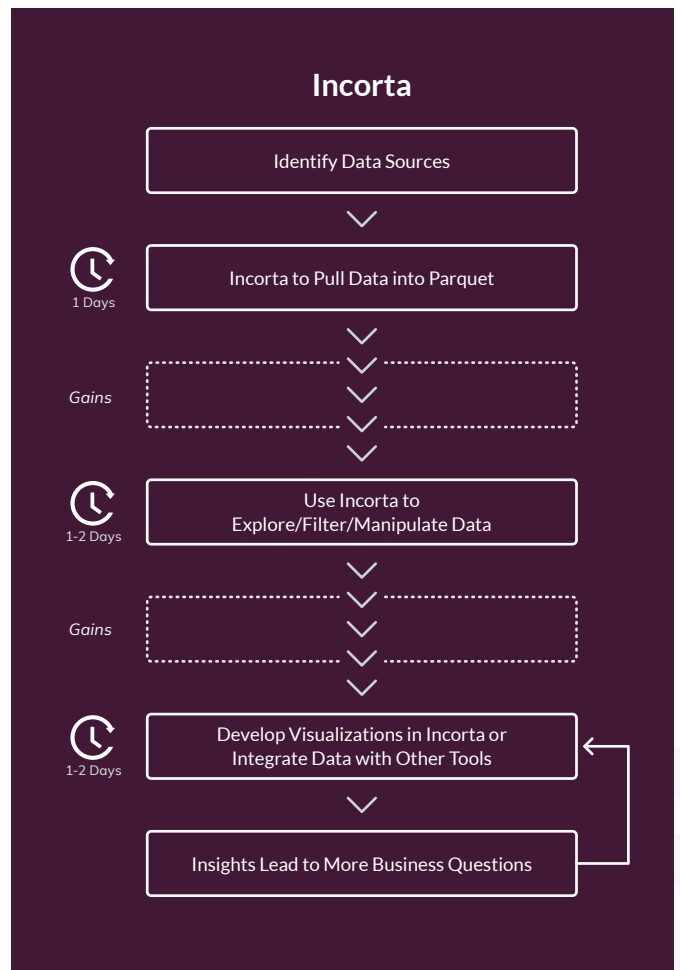 Incorta
Identify Data Sources
Incorta to Pull Data into Parquet
1 Days
Gains
Use Incorta to
Explore/Filter/Manipulate Data
1-2 Days
Gains
Develop Visualizations in Incorta or
Integrate Data with Other Tools
1-2 Days
Insights Lead to More Business Questions